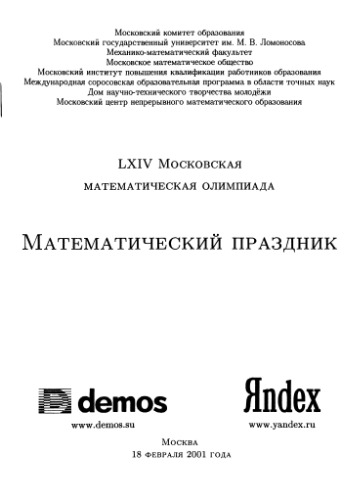 Московский комитет образования
Московский государственный университет им. М. В. Ломоносова
Механико-математический факультет
Московское математическое общество
Московский институт повышения квалификации работников образования
Международная соросовская образовательная программа в области точных наук
Дом научно-технического творчества молодёжи
Московский центр непрерывного математического образования
LXIV Московская
математическая олимпиада
Математический праздник
demos
Яndex
www.demos.su
www.yandex.ru
Москва
18 февраля 2001 года